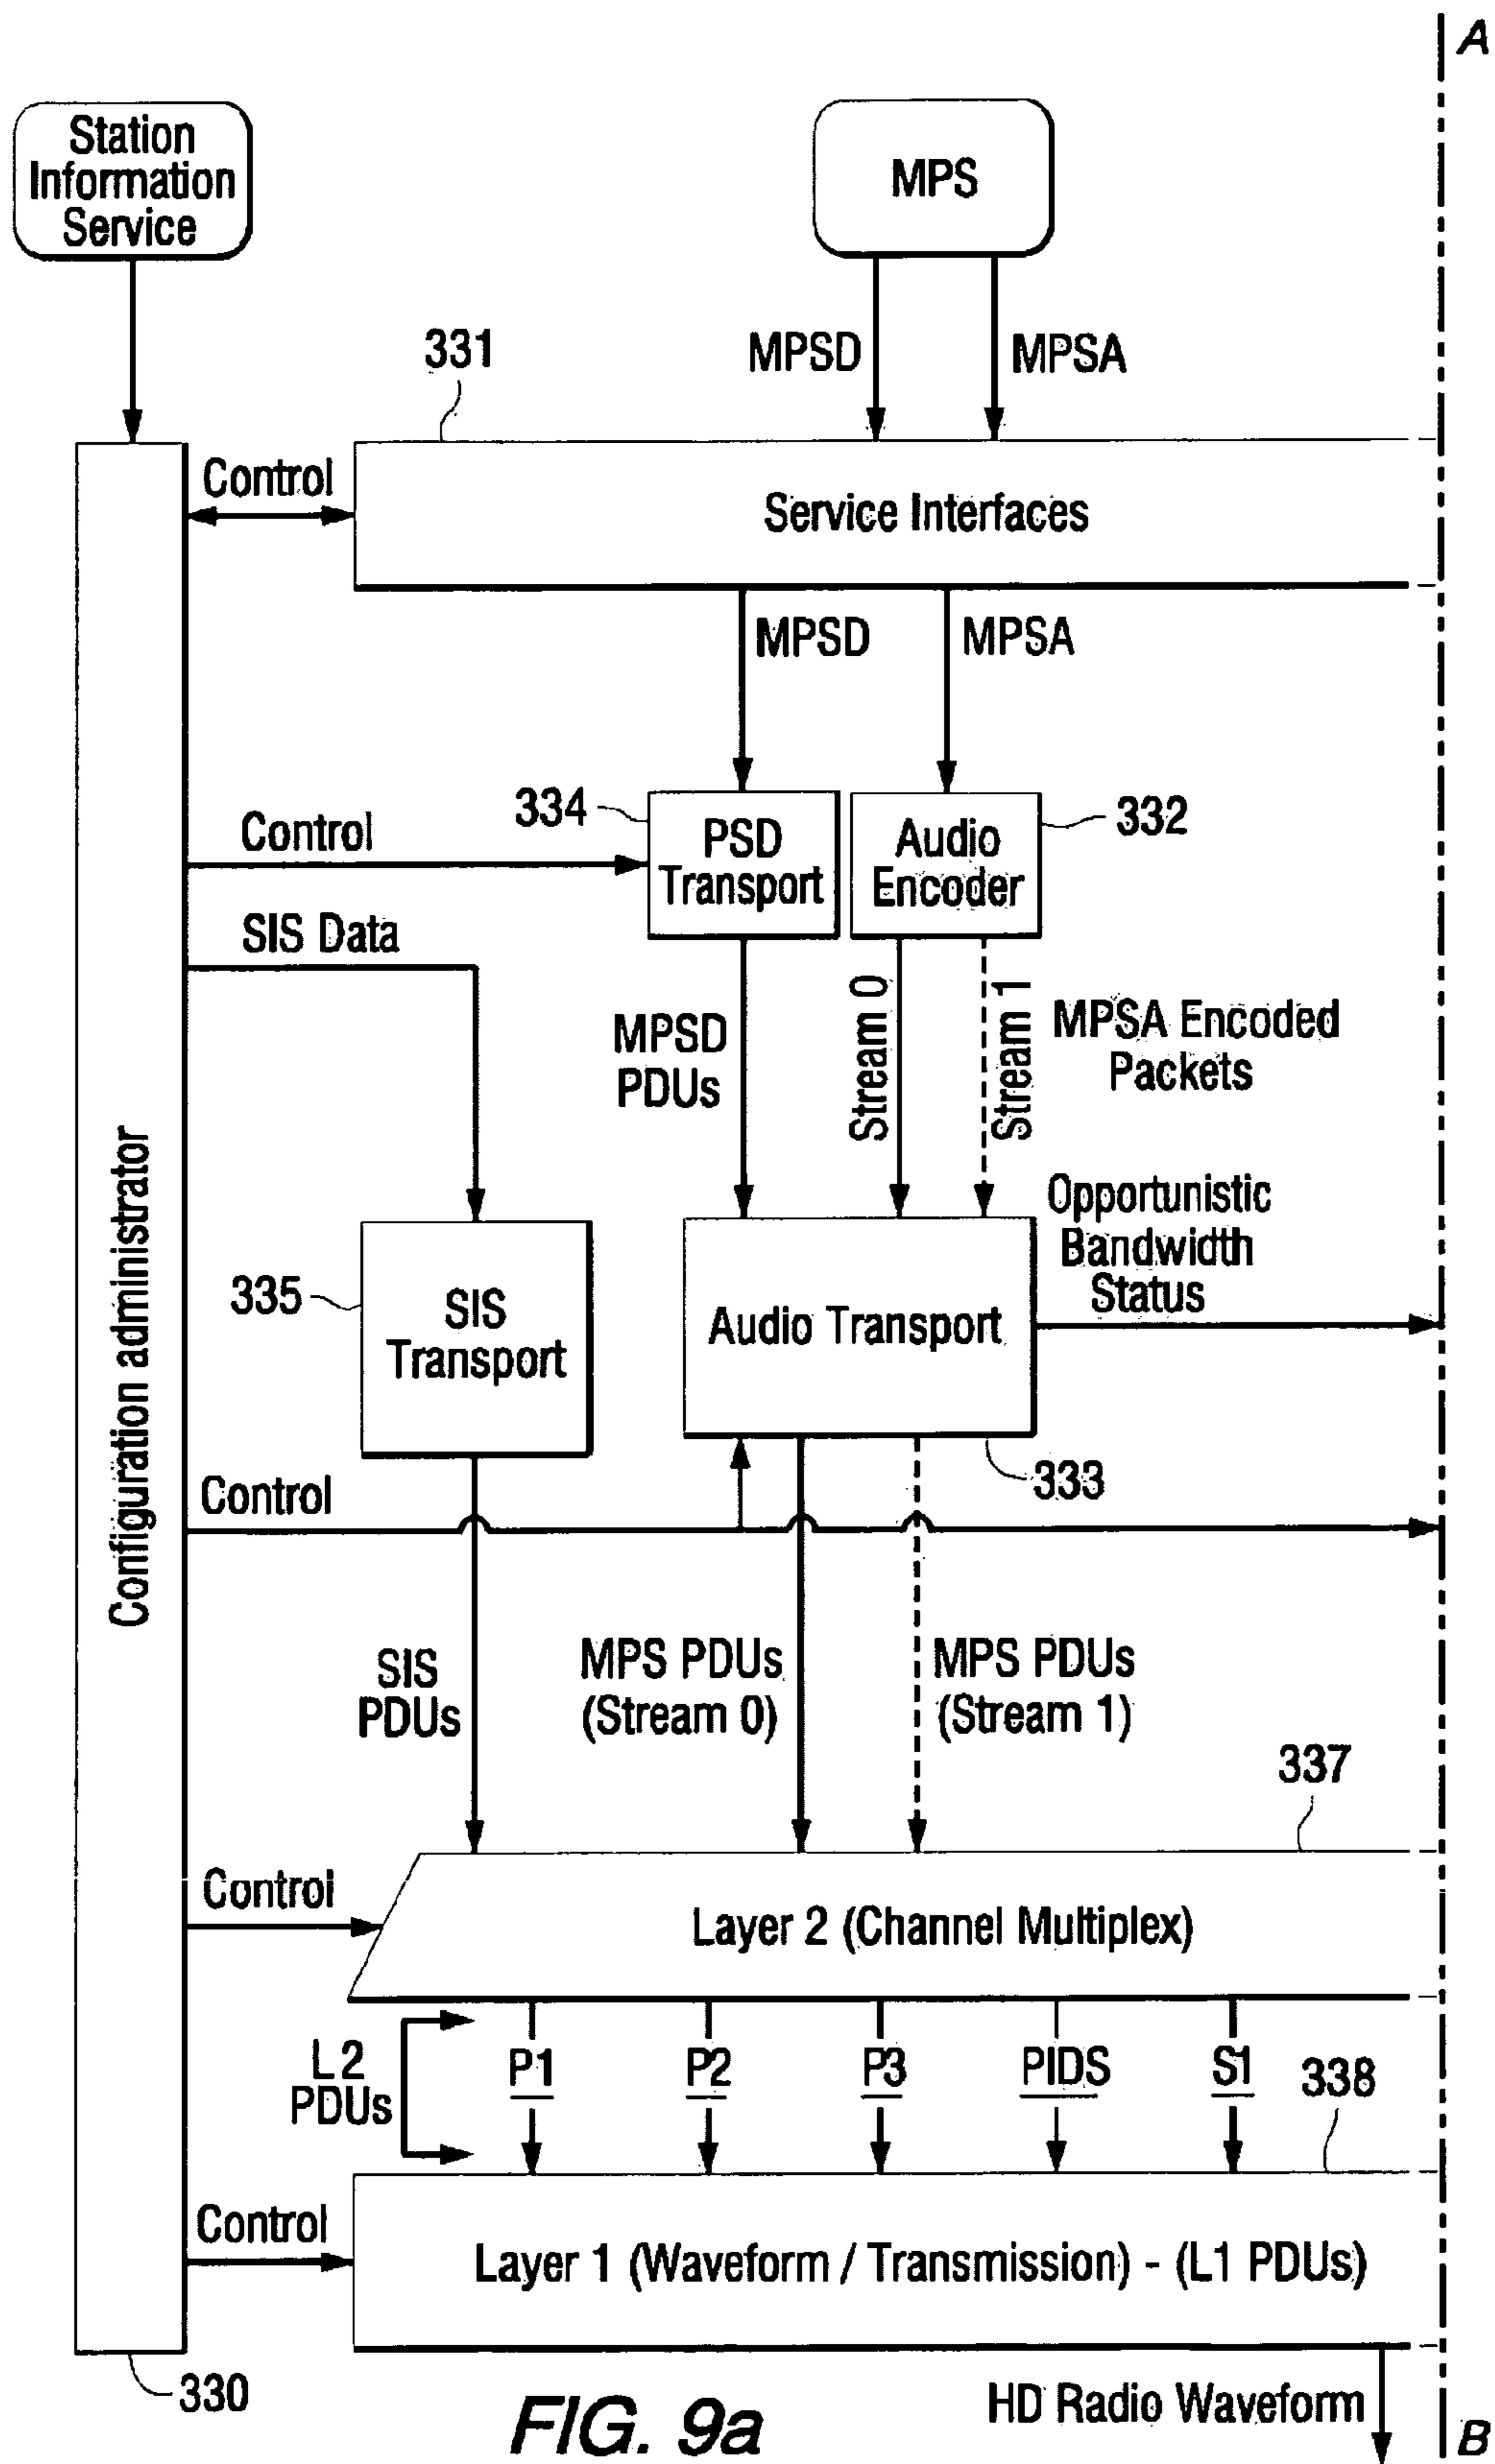 A
Station
Information
Service
MPS
331
MPSD
MPSA
Control
Service Interfaces
MPSD
MPSA
334
PSD
Transport
Audio
Encoder
332
Control
SIS Data
MPSD
PDUs
Stream 0
Stream 1
MPSA Encoded
Packets
Configuration administrator
Opportunistic
Bandwidth
Status
335
SIS
Transport
Audio Transport
333
Control
SIS
PDUs
MPS PDUs
(Stream 0)
MPS PDUs
(Stream 1)
337
Control
Layer 2 (Channel Multiplex)
L2
PDUs
P1
P2
P3
PIDS
S1
338
Control
Layer 1 (Waveform / Transmission) - (L1 PDUs)
330
HD Radio Waveform
FIG. 9a
B